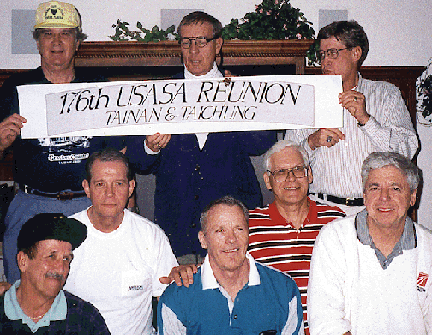 176th USASA REUNION
TAINAN & TAICHUNG